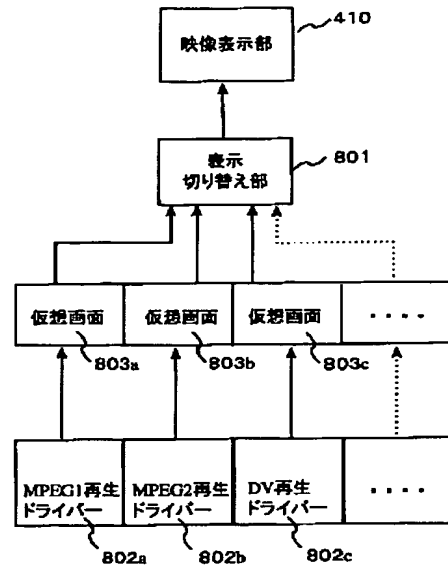 映像表示部
410
表示
切り替え部
801
仮想画面
仮想画面
仮想画面
....
803a
803b
803c
MPEG1再生
ドライバー
MPEG2再生
ドライバー
DV再生
ドライバー
....
802a
802b
802c